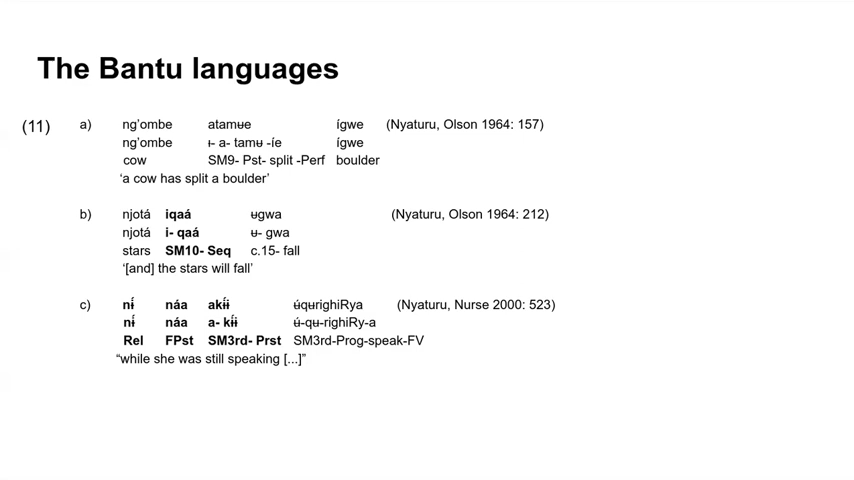 The Bantu languages
(11) a) ng'ombe atamʉe ígwe (Nyaturu, Olson 1964: 157)
ng'ombe ɨ- a- tamʉ -íe ígwe
cow SM9- Pst- split -Perf boulder
‘a cow has split a boulder’
b) njotá iqaá ʉgwa (Nyaturu, Olson 1964: 212)
njotá i- qaá ʉ- gwa
stars SM10- Seq c.15- fall
‘[and] the stars will fall’
c) nɨ́ náa akɨ́ɨ ʉ́qʉrighiRya (Nyaturu, Nurse 2000: 523)
nɨ́ náa a- kɨ́ɨ ʉ́-qʉ-righiRy-a
Rel FPst SM3rd- Prst SM3rd-Prog-speak-FV
“while she was still speaking [...]”